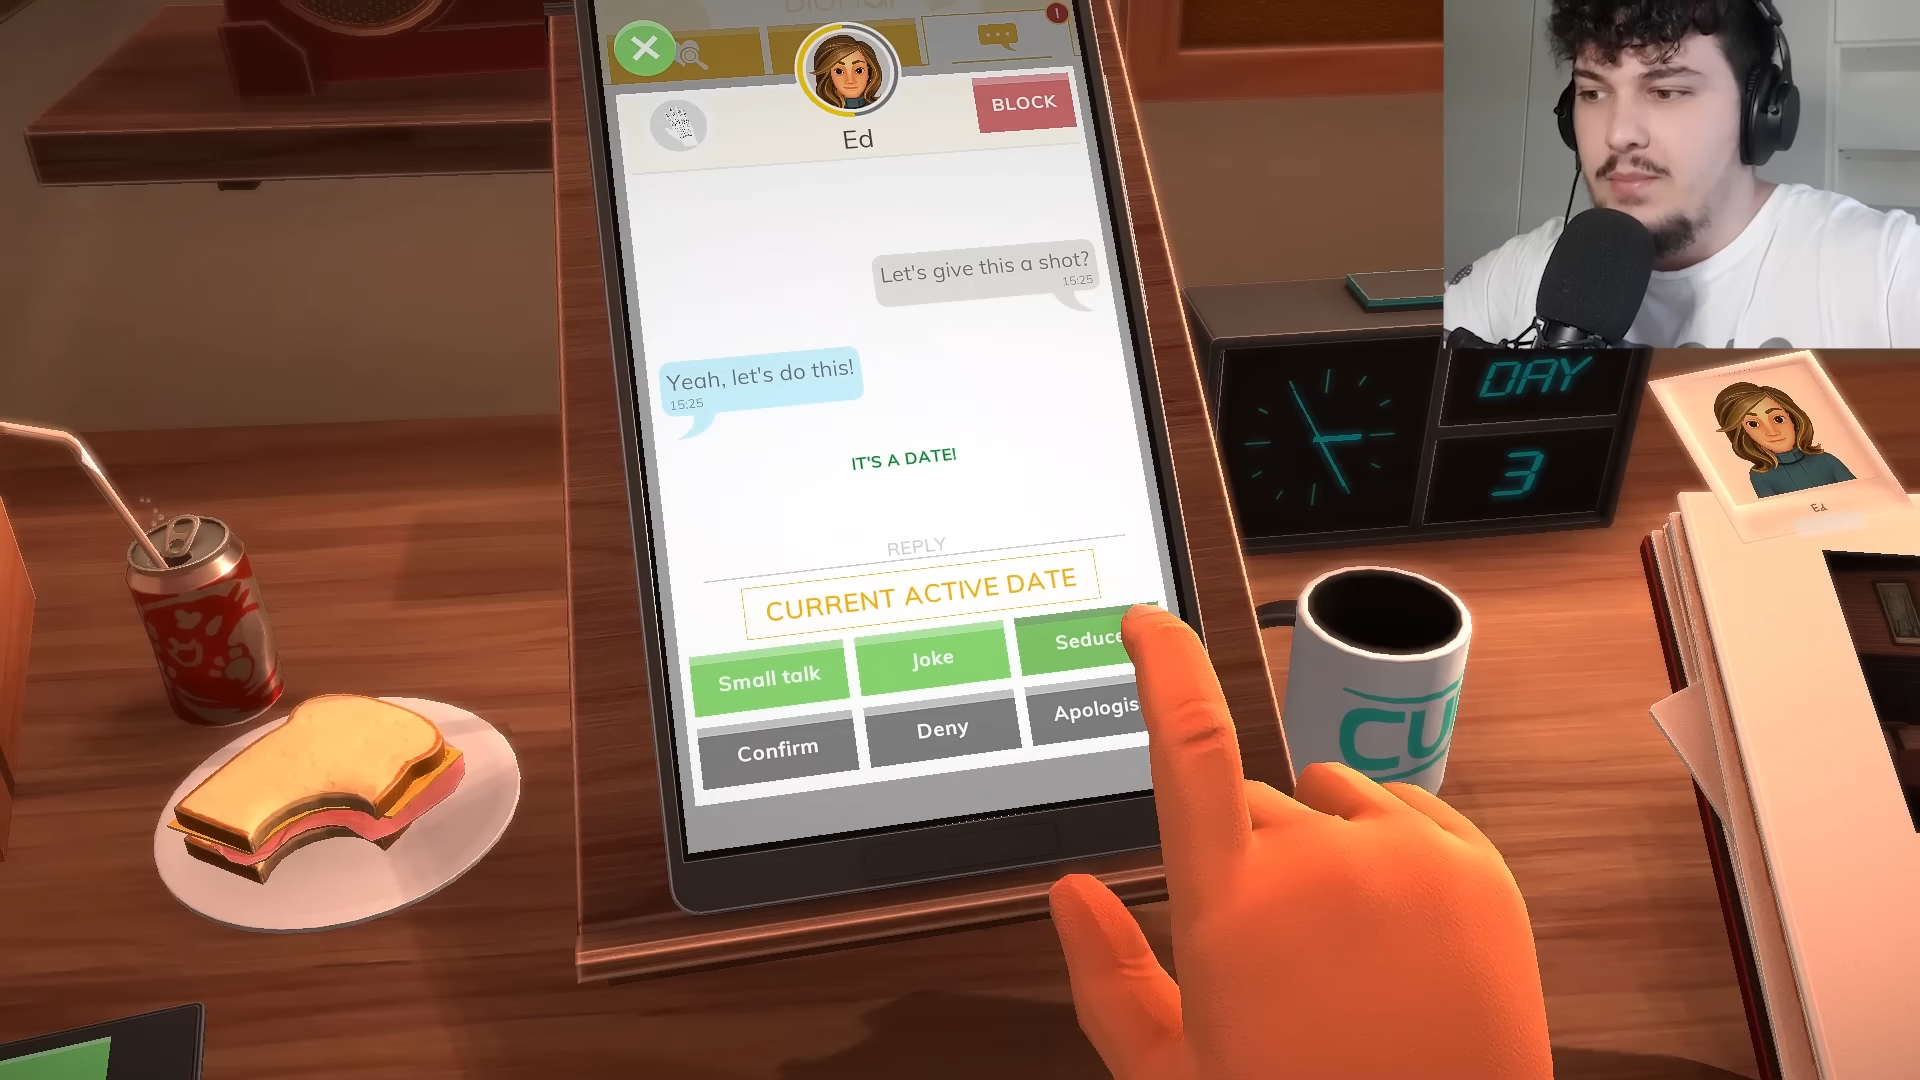 !
BLOCK
Ed
Let's give this a shot?
15:25
Yeah, let's do this!
15:25
IT'S A DATE!
REPLY
CURRENT ACTIVE DATE
Small talk
Joke
Seduce
Confirm
Deny
Apologis
DAY
3
Ed
CU